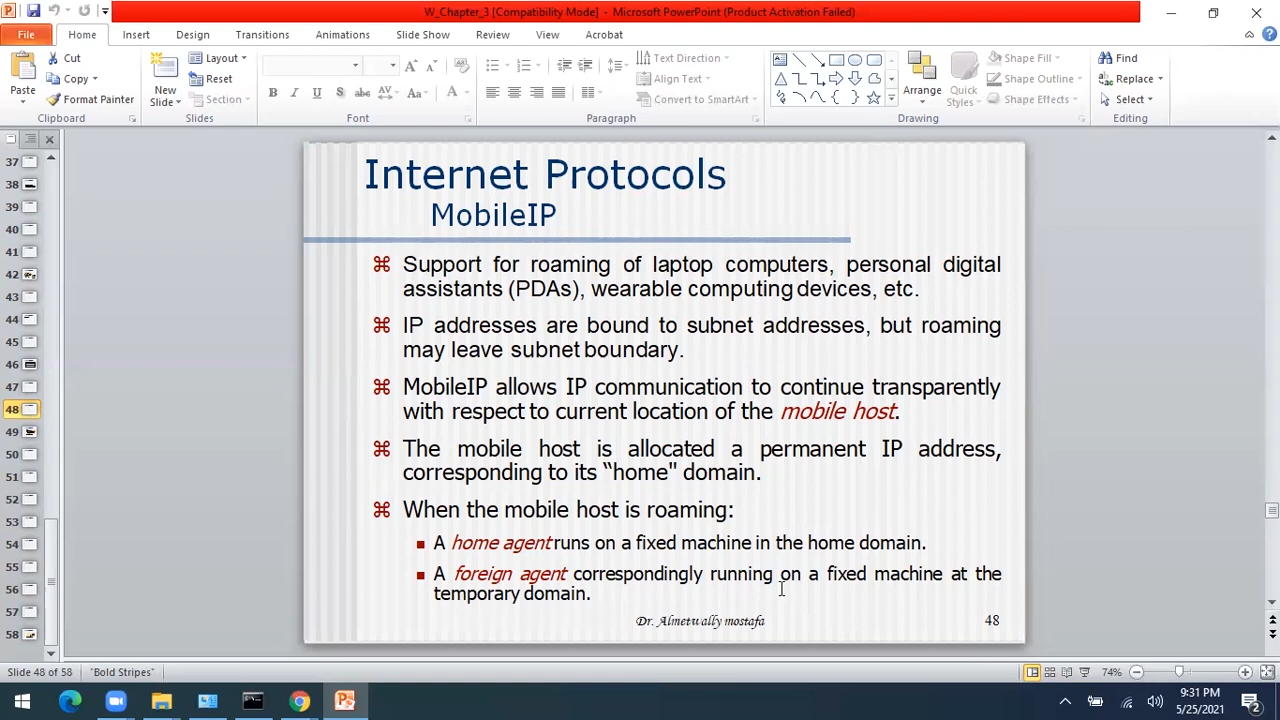 W_Chapter_3 [Compatibility Mode] - Microsoft PowerPoint (Product Activation Failed)
File Home Insert Design Transitions Animations Slide Show Review View Acrobat
Paste
Cut
Copy
Format Painter
Clipboard
New
Slide
Layout
Reset
Section
Slides
B I U S abc AV Aa A
Font
Text Direction
Align Text
Convert to SmartArt
Paragraph
Arrange
Quick
Styles
Shape Fill
Shape Outline
Shape Effects
Drawing
Find
Replace
Select
Editing
37
38
39
40
41
42
43
44
45
46
47
48
49
50
51
52
53
54
55
56
57
58
Internet Protocols
MobileIP
Support for roaming of laptop computers, personal digital
assistants (PDAs), wearable computing devices, etc.
IP addresses are bound to subnet addresses, but roaming
may leave subnet boundary.
MobileIP allows IP communication to continue transparently
with respect to current location of the mobile host.
The mobile host is allocated a permanent IP address,
corresponding to its “home" domain.
When the mobile host is roaming:
A home agent runs on a fixed machine in the home domain.
A foreign agent correspondingly running on a fixed machine at the
temporary domain.
Dr. Almetwally mostafa
48
Slide 48 of 58 "Bold Stripes" 74%
9:31 PM
5/25/2021
2